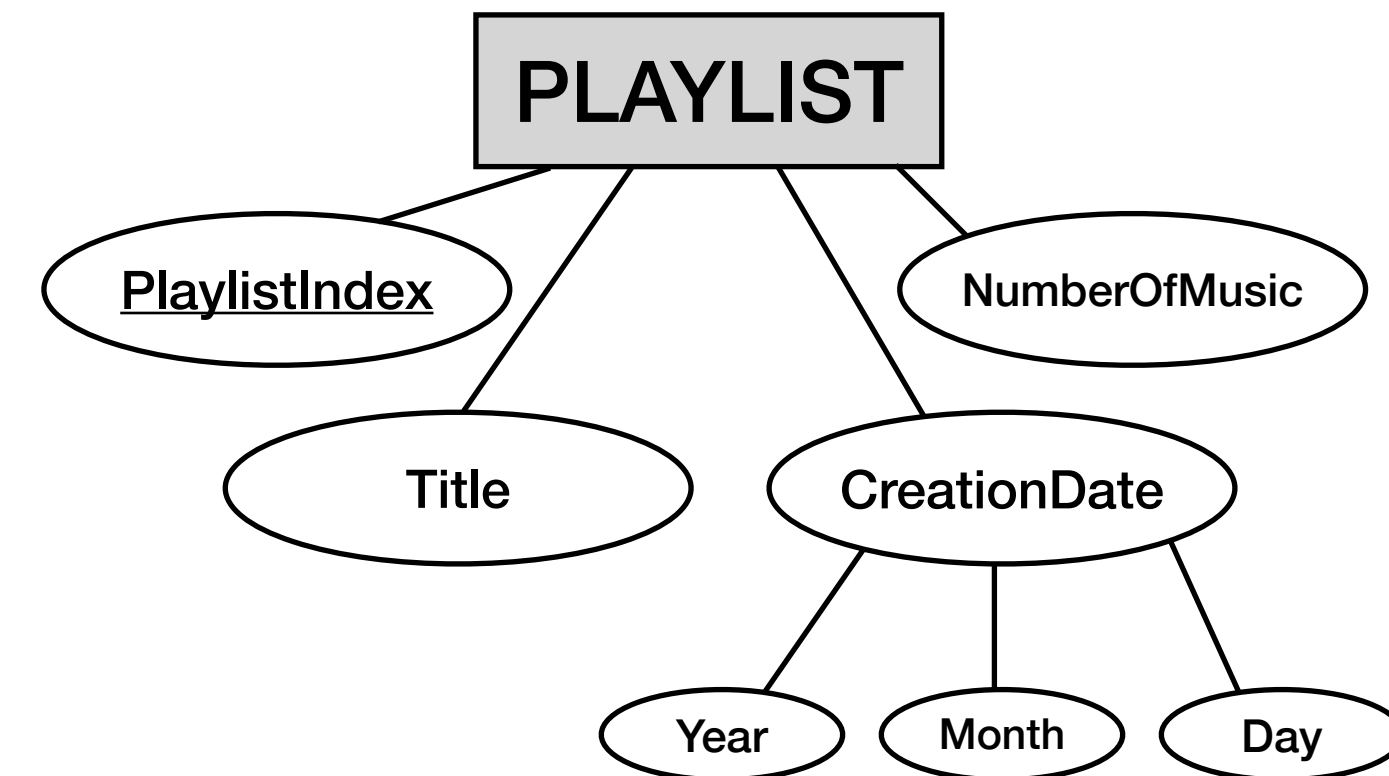 PLAYLIST
PlaylistIndex
NumberOfMusic
Title
CreationDate
Year
Month
Day